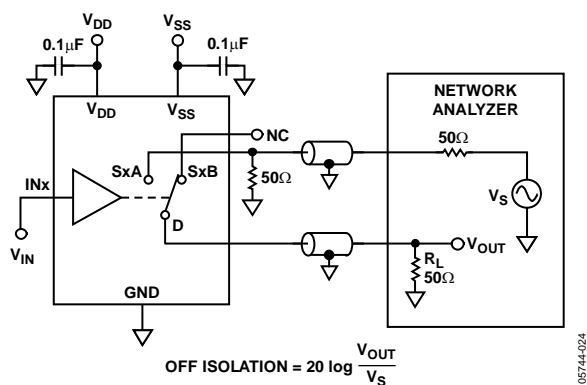 VDD
VSS
0.1μF
0.1μF
VDD
VSS
NETWORK
ANALYZER
NC
50Ω
SxA
SxB
50Ω
INx
VS
D
VOUT
VIN
RL
50Ω
GND
OFF ISOLATION = 20 log VOUT/VS
05744-024